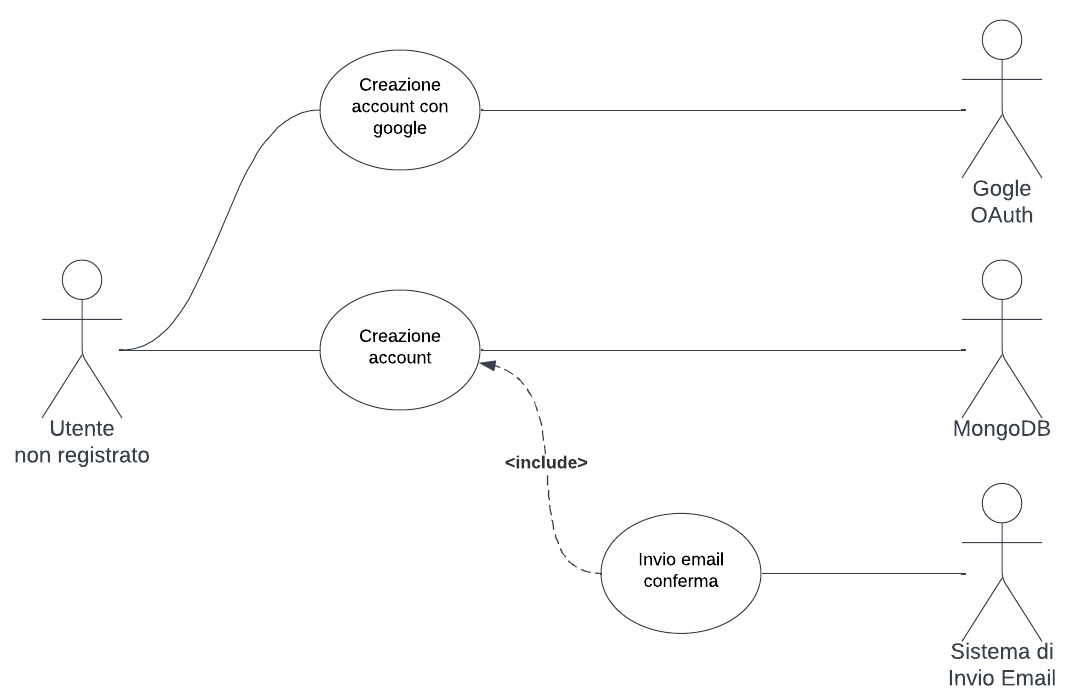 Creazione
account con
google
Gogle
OAuth
Utente
non registrato
Creazione
account
MongoDB
<include>
Invio email
conferma
Sistema di
Invio Email